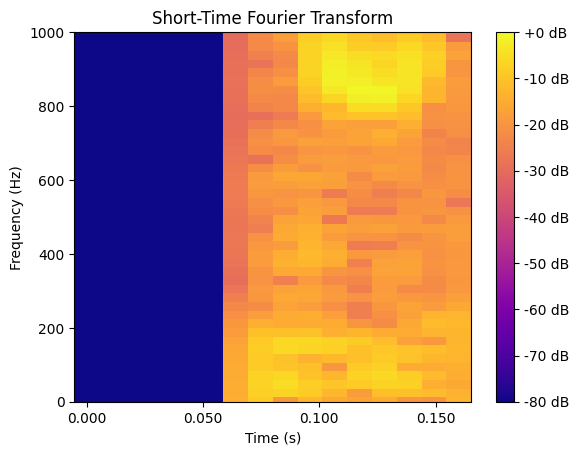 Short-Time Fourier Transform
1000
800
600
400
200
0
Frequency (Hz)
0.000
0.050
0.100
0.150
Time (s)
+0 dB
-10 dB
-20 dB
-30 dB
-40 dB
-50 dB
-60 dB
-70 dB
-80 dB